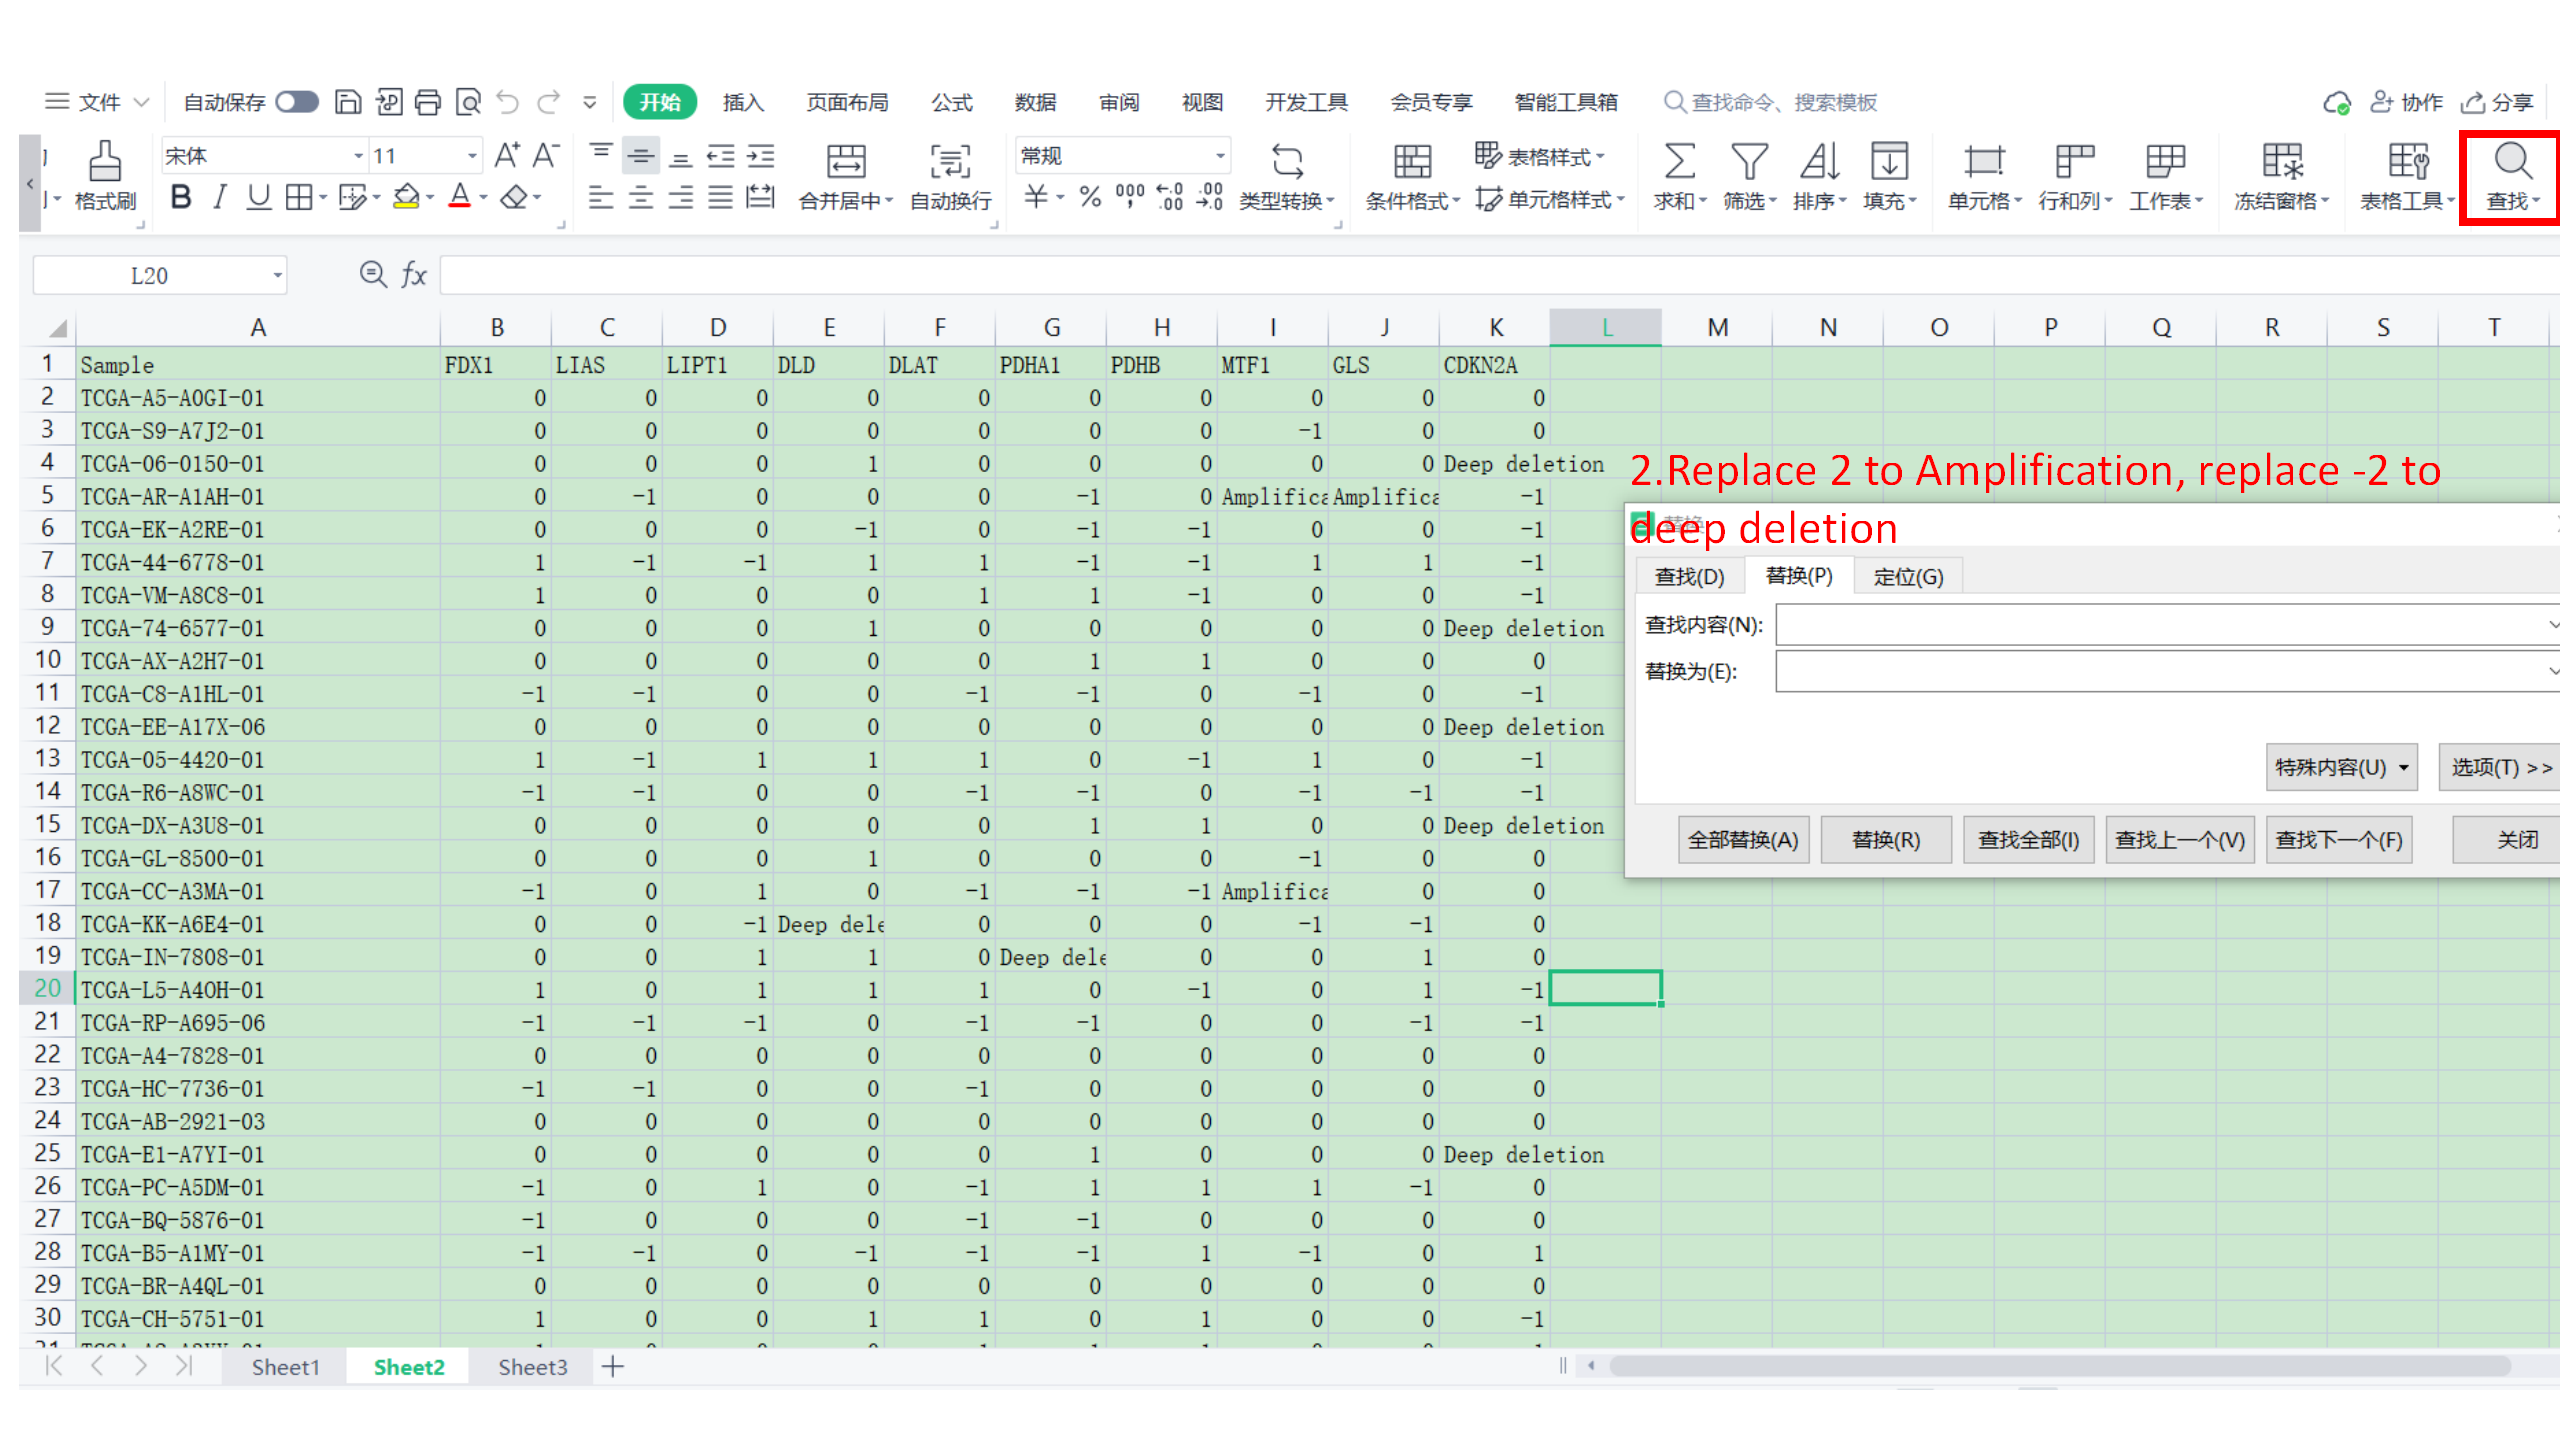 文件 自动保存 开始 插入 页面布局 公式 数据 审阅 视图 开发工具 会员专享 智能工具箱 查找命令、搜索模板 协作 分享
宋体 11 A+ A- 常规 表格样式
格式刷 B I U A 合并居中 自动换行 ¥ % 000 类型转换 条件格式 单元格样式 求和 筛选 排序 填充 单元格 行和列 工作表 冻结窗格 表格工具 查找
L20 fx
A B C D E F G H I J K L M N O P Q R S T
1 Sample FDX1 LIAS LIPT1 DLD DLAT PDHA1 PDHB MTF1 GLS CDKN2A
2 TCGA-A5-A0GI-01 0 0 0 0 0 0 0 0 0 0
3 TCGA-S9-A7J2-01 0 0 0 0 0 0 0 -1 0 0
4 TCGA-06-0150-01 0 0 0 1 0 0 0 0 0 Deep deletion
5 TCGA-AR-A1AH-01 0 -1 0 0 0 -1 0 Amplifica Amplifica -1
6 TCGA-EK-A2RE-01 0 0 0 -1 0 -1 -1 0 0 -1
7 TCGA-44-6778-01 1 -1 -1 1 1 -1 -1 1 1 -1
8 TCGA-VM-A8C8-01 1 0 0 0 1 1 -1 0 0 -1
9 TCGA-74-6577-01 0 0 0 1 0 0 0 0 0 Deep deletion
10 TCGA-AX-A2H7-01 0 0 0 0 0 1 1 0 0 0
11 TCGA-C8-A1HL-01 -1 -1 0 0 -1 -1 0 -1 0 -1
12 TCGA-EE-A17X-06 0 0 0 0 0 0 0 0 0 Deep deletion
13 TCGA-05-4420-01 1 -1 1 1 1 0 -1 1 0 -1
14 TCGA-R6-A8WC-01 -1 -1 0 0 -1 -1 0 -1 -1 -1
15 TCGA-DX-A3U8-01 0 0 0 0 0 1 1 0 0 Deep deletion
16 TCGA-GL-8500-01 0 0 0 1 0 0 0 -1 0 0
17 TCGA-CC-A3MA-01 -1 0 1 0 -1 -1 -1 Amplifica 0 0
18 TCGA-KK-A6E4-01 0 0 -1 Deep dele 0 0 0 -1 -1 0
19 TCGA-IN-7808-01 0 0 1 1 0 Deep dele 0 0 1 0
20 TCGA-L5-A4OH-01 1 0 1 1 1 0 -1 0 1 -1
21 TCGA-RP-A695-06 -1 -1 -1 0 -1 -1 0 0 -1 -1
22 TCGA-A4-7828-01 0 0 0 0 0 0 0 0 0 0
23 TCGA-HC-7736-01 -1 -1 0 0 -1 0 0 0 0 0
24 TCGA-AB-2921-03 0 0 0 0 0 0 0 0 0 0
25 TCGA-E1-A7YI-01 0 0 0 0 0 1 0 0 0 Deep deletion
26 TCGA-PC-A5DM-01 -1 0 1 0 -1 1 1 1 -1 0
27 TCGA-BQ-5876-01 -1 0 0 0 -1 -1 0 0 0 0
28 TCGA-B5-A1MY-01 -1 -1 0 -1 -1 -1 1 -1 0 1
29 TCGA-BR-A4QL-01 0 0 0 0 0 0 0 0 0 0
30 TCGA-CH-5751-01 1 0 0 1 1 0 1 0 0 -1
2.Replace 2 to Amplification, replace -2 to
deep deletion
替换
查找(D) 替换(P) 定位(G)
查找内容(N):
替换为(E):
特殊内容(U) 选项(T) >>
全部替换(A) 替换(R) 查找全部(I) 查找上一个(V) 查找下一个(F) 关闭
Sheet1 Sheet2 Sheet3